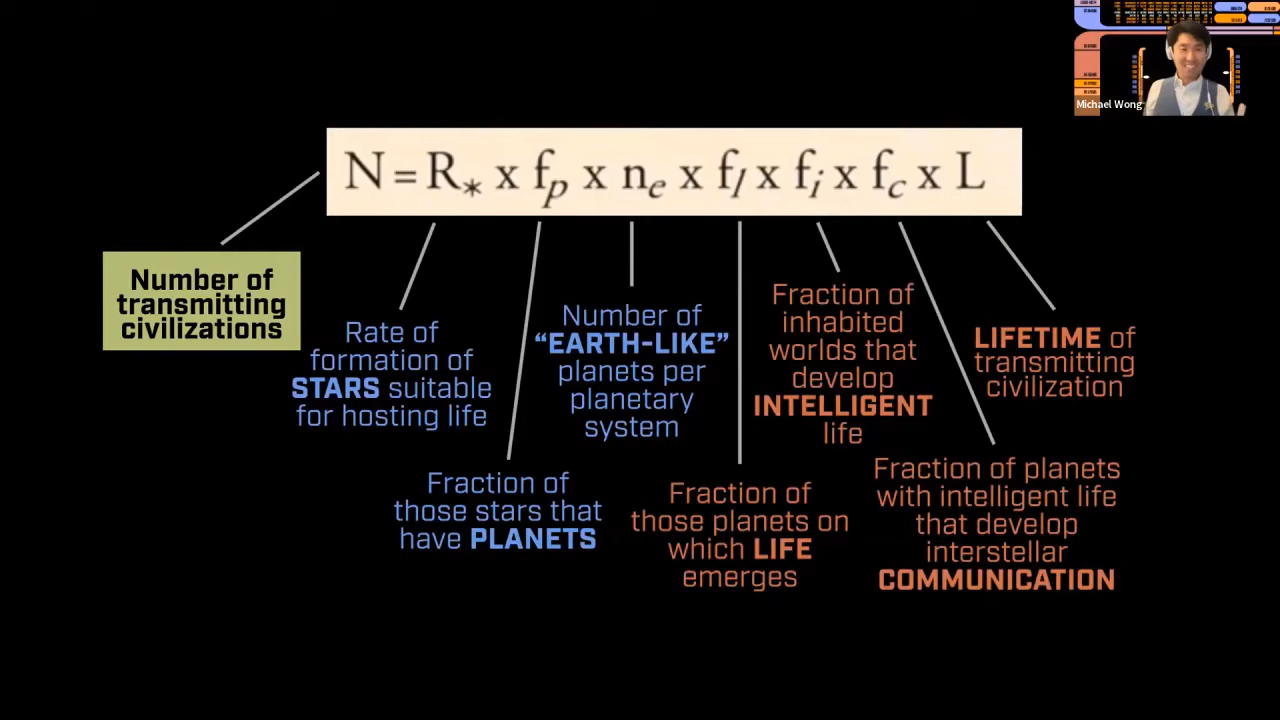 Michael Wong
N = R* x fp x ne x fl x fi x fc x L
Number of
transmitting
civilizations
Rate of
formation of
STARS suitable
for hosting life
Fraction of
those stars that
have PLANETS
Number of
“EARTH-LIKE”
planets per
planetary
system
Fraction of
those planets on
which LIFE
emerges
Fraction of
inhabited
worlds that
develop
INTELLIGENT
life
Fraction of planets
with intelligent life
that develop
interstellar
COMMUNICATION
LIFETIME of
transmitting
civilization